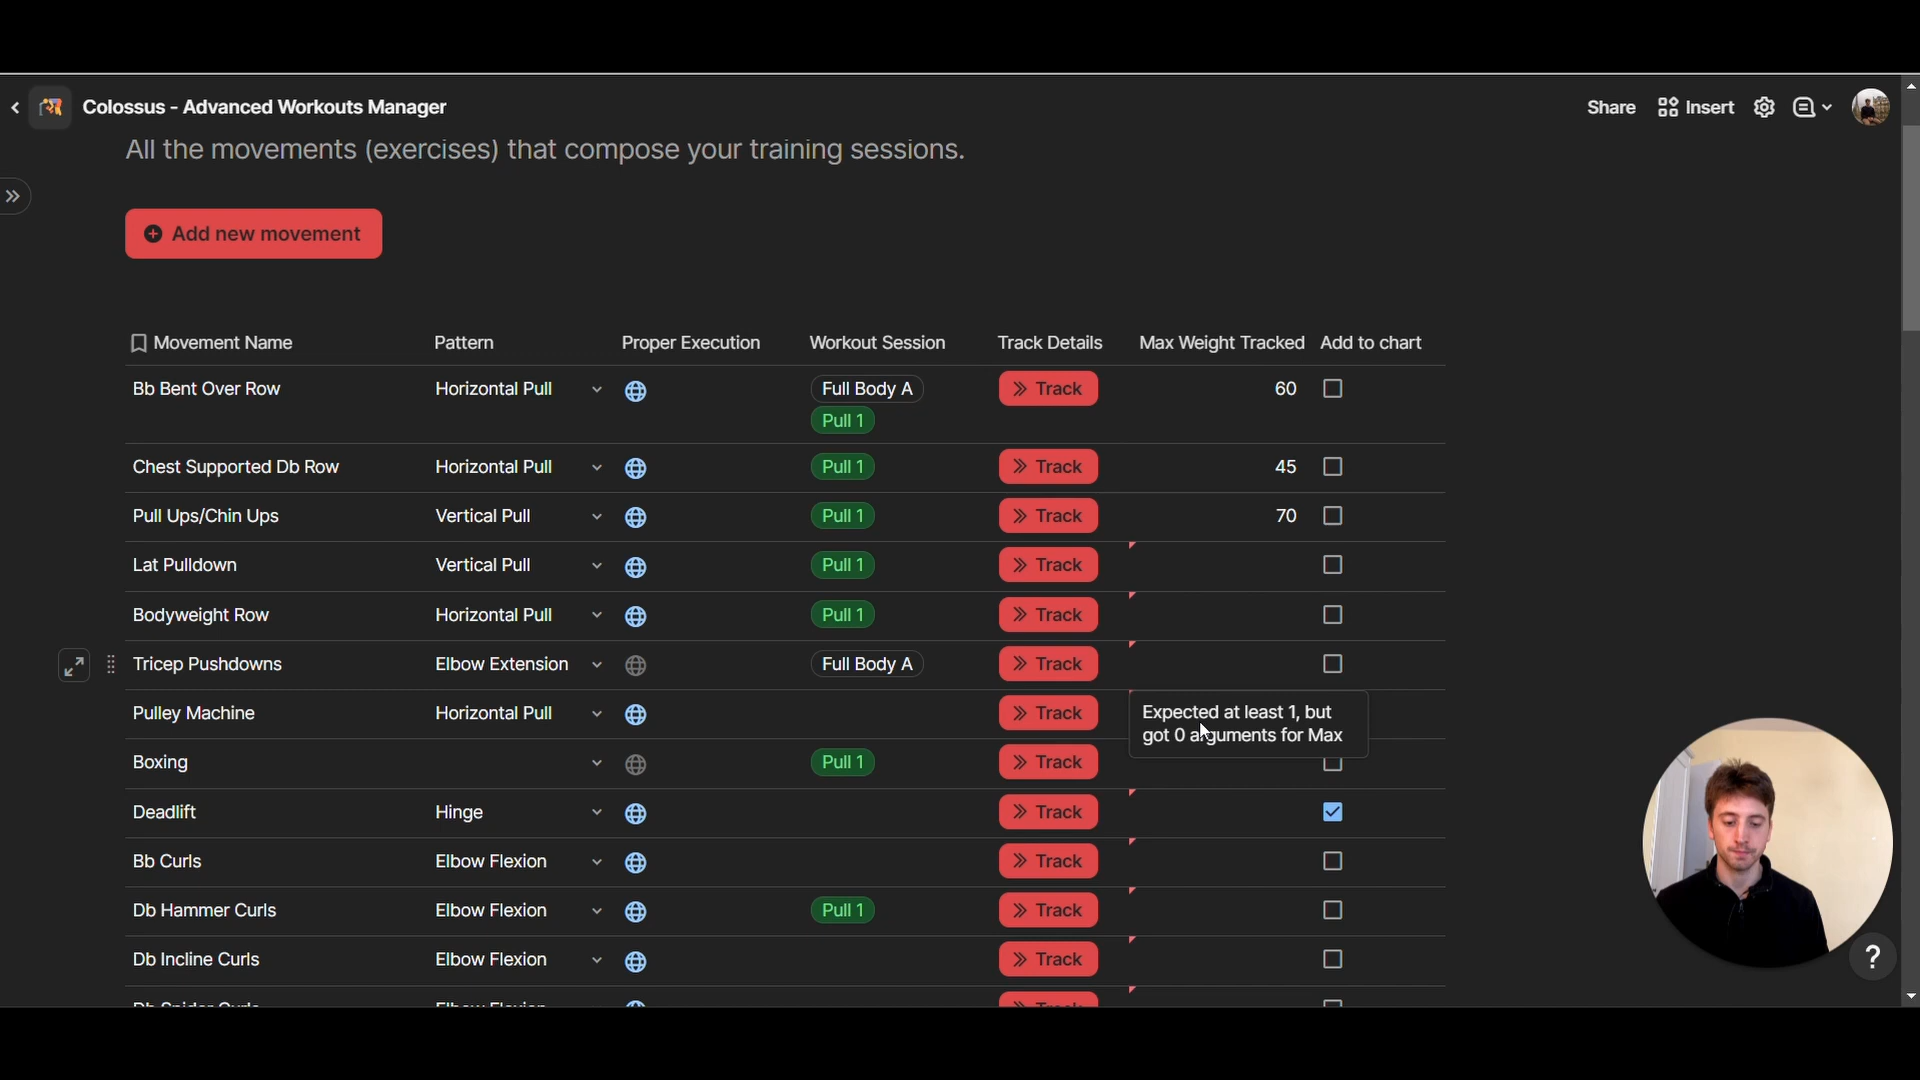 Colossus - Advanced Workouts Manager
Share
Insert
All the movements (exercises) that compose your training sessions.
Add new movement
Movement Name Pattern Proper Execution Workout Session Track Details Max Weight Tracked Add to chart
Bb Bent Over Row Horizontal Pull Full Body A Track 60
Pull 1
Chest Supported Db Row Horizontal Pull Pull 1 Track 45
Pull Ups/Chin Ups Vertical Pull Pull 1 Track 70
Lat Pulldown Vertical Pull Pull 1 Track
Bodyweight Row Horizontal Pull Pull 1 Track
Tricep Pushdowns Elbow Extension Full Body A Track
Pulley Machine Horizontal Pull Track
Expected at least 1, but
got 0 arguments for Max
Boxing Pull 1 Track
Deadlift Hinge Track
Bb Curls Elbow Flexion Track
Db Hammer Curls Elbow Flexion Pull 1 Track
Db Incline Curls Elbow Flexion Track
?